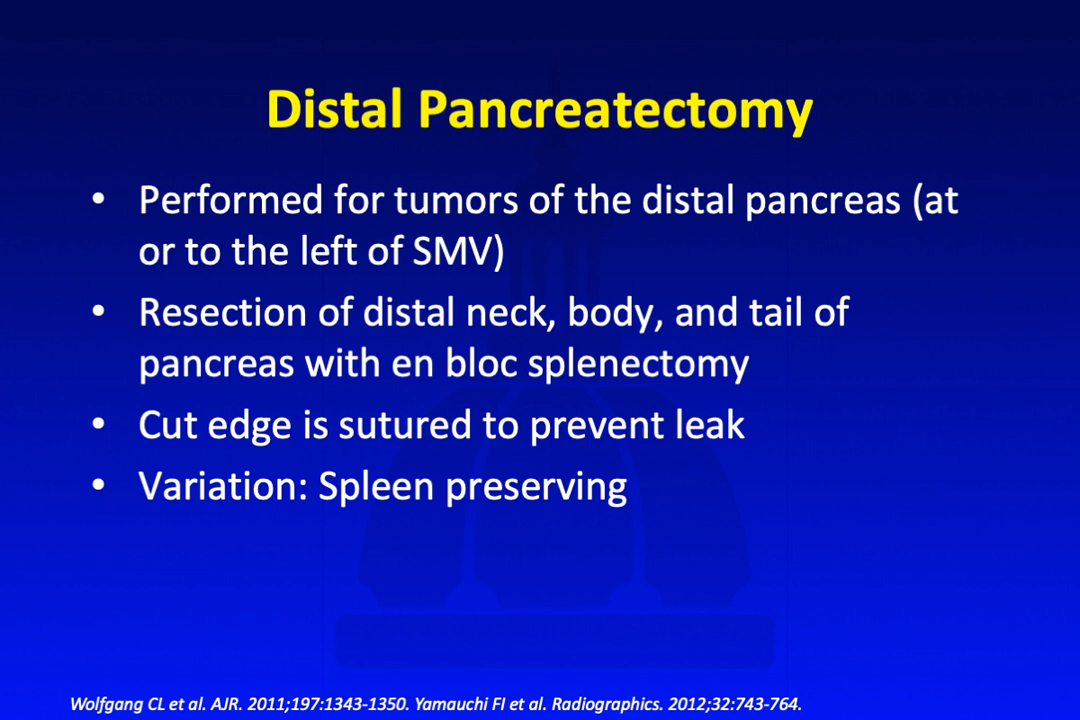 Distal Pancreatectomy
• Performed for tumors of the distal pancreas (at
or to the left of SMV)
• Resection of distal neck, body, and tail of
pancreas with en bloc splenectomy
• Cut edge is sutured to prevent leak
• Variation: Spleen preserving
Wolfgang CL et al. AJR. 2011;197:1343-1350. Yamauchi FI et al. Radiographics. 2012;32:743-764.